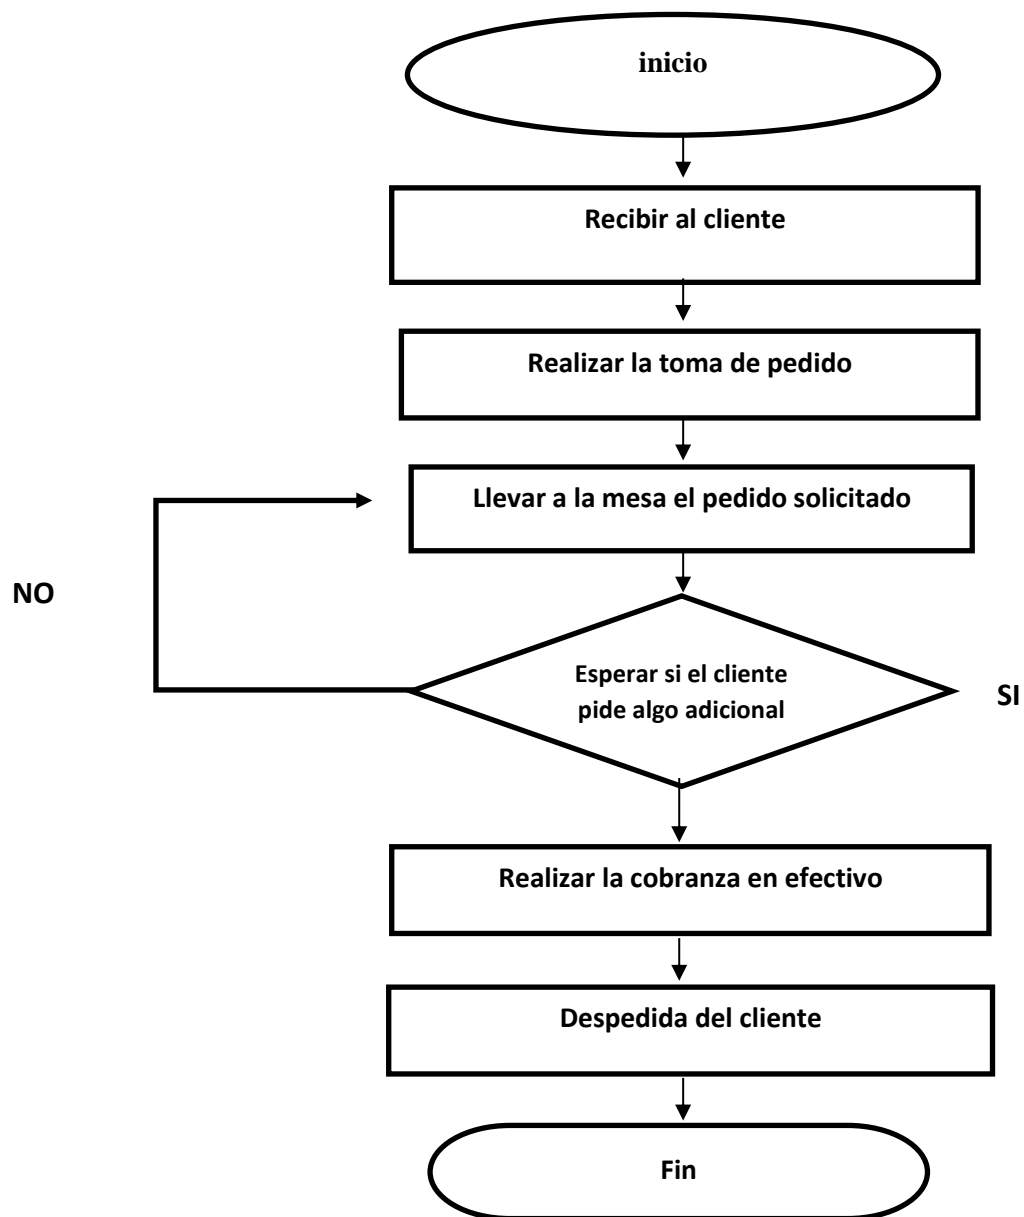 inicio
Recibir al cliente
Realizar la toma de pedido
Llevar a la mesa el pedido solicitado
NO
Esperar si el cliente
pide algo adicional
SI
Realizar la cobranza en efectivo
Despedida del cliente
Fin